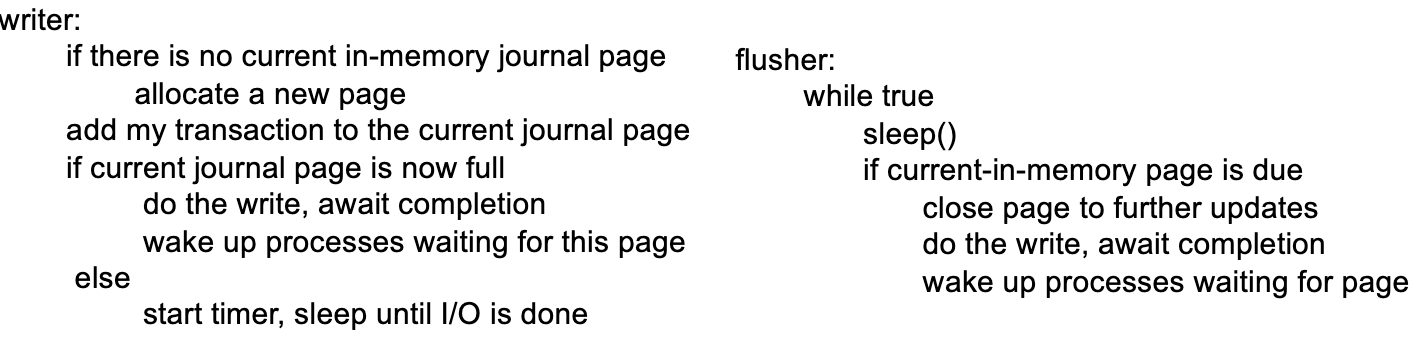 writer:
if there is no current in-memory journal page
allocate a new page
add my transaction to the current journal page
if current journal page is now full
do the write, await completion
wake up processes waiting for this page
else
start timer, sleep until I/O is done
flusher:
while true
sleep()
if current-in-memory page is due
close page to further updates
do the write, await completion
wake up processes waiting for page